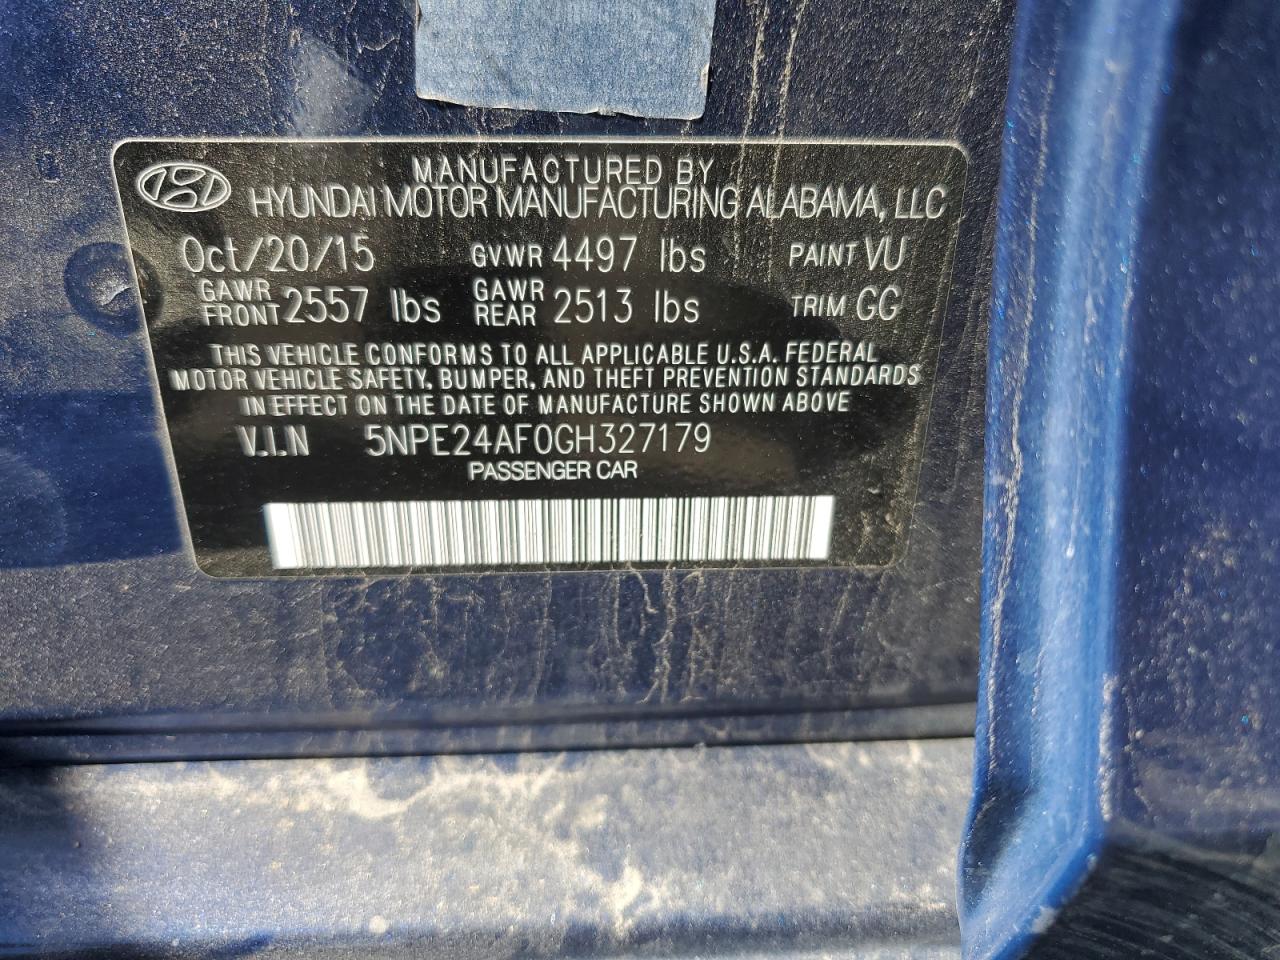 MANUFACTURED BY
HYUNDAI MOTOR MANUFACTURING ALABAMA, LLC
Oct/20/15 GVWR 4497 lbs PAINT VU
GAWR FRONT 2557 lbs GAWR REAR 2513 lbs TRIM GG
THIS VEHICLE CONFORMS TO ALL APPLICABLE U.S.A. FEDERAL
MOTOR VEHICLE SAFETY, BUMPER, AND THEFT PREVENTION STANDARDS
IN EFFECT ON THE DATE OF MANUFACTURE SHOWN ABOVE
V.I.N 5NPE24AF0GH327179
PASSENGER CAR